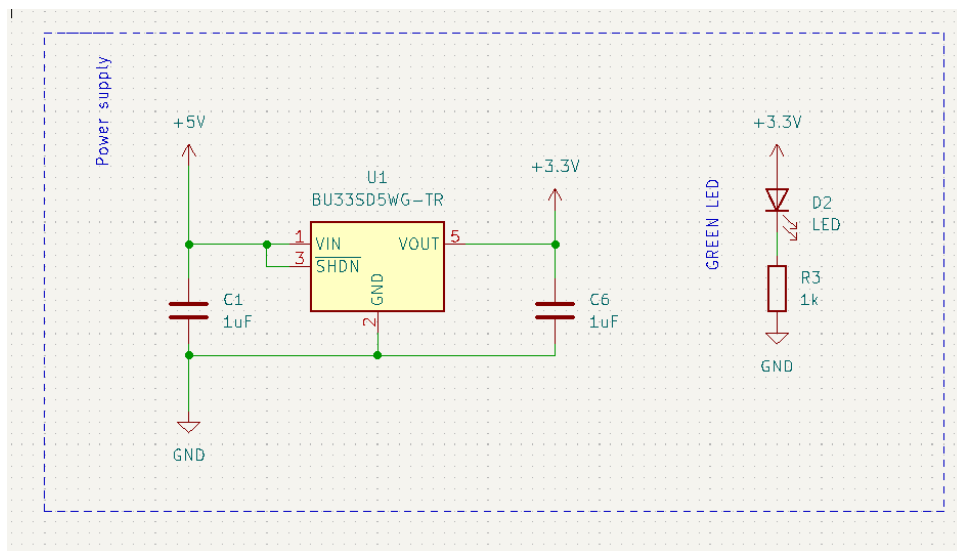 Power supply
+5V
U1
BU33SD5WG-TR
1
VIN
3
SHDN
GND
2
VOUT
5
+3.3V
C1
1uF
C6
1uF
GND
GREEN LED
+3.3V
D2
LED
R3
1k
GND